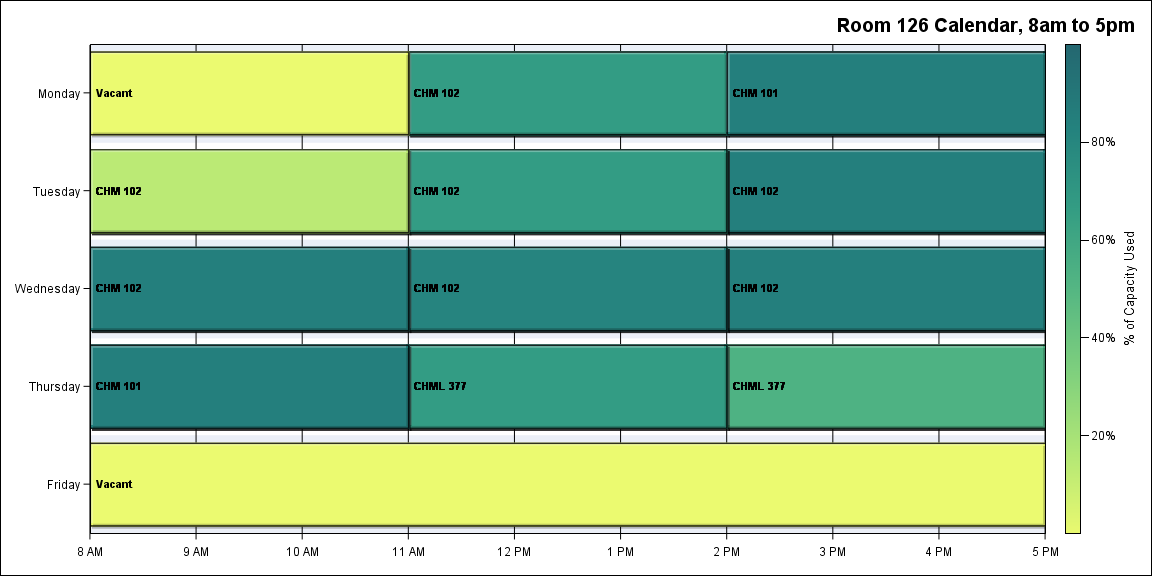 Room 126 Calendar, 8am to 5pm
Monday
Vacant
CHM 102
CHM 101
Tuesday
CHM 102
CHM 102
CHM 102
Wednesday
CHM 102
CHM 102
CHM 102
Thursday
CHM 101
CHML 377
CHML 377
Friday
Vacant
8 AM
9 AM
10 AM
11 AM
12 PM
1 PM
2 PM
3 PM
4 PM
5 PM
80%
60%
40%
20%
% of Capacity Used